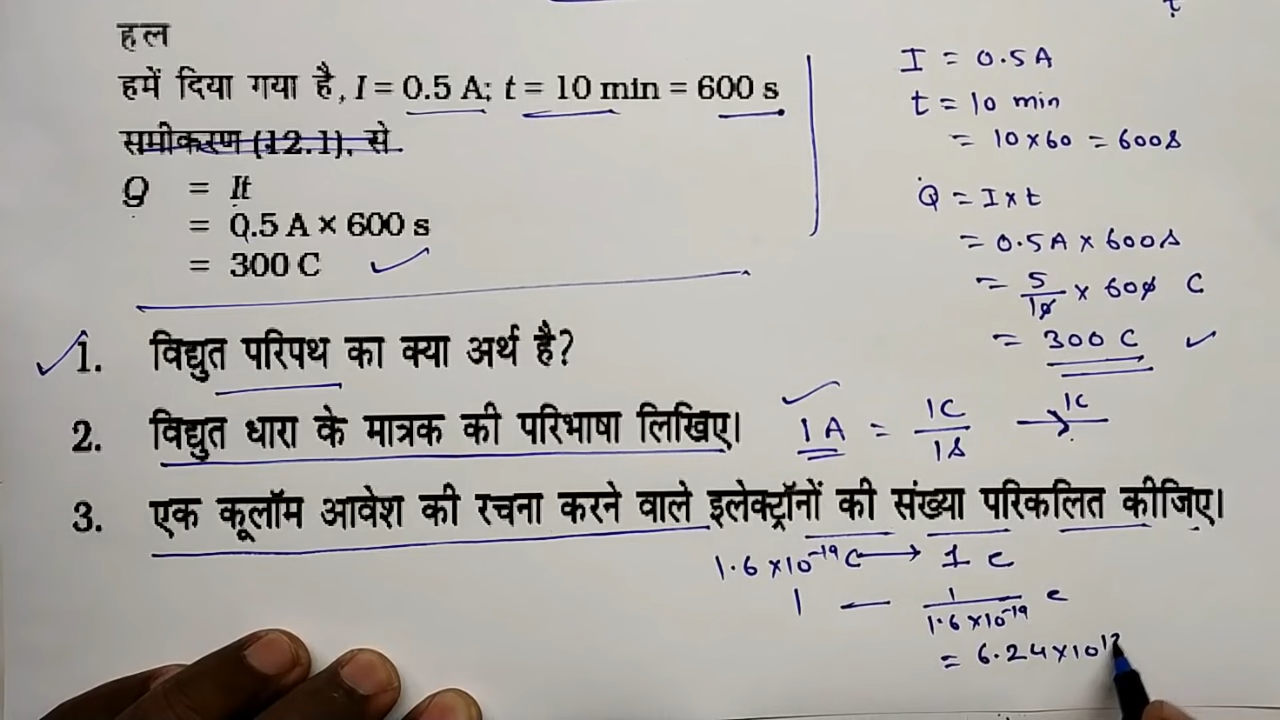 हल
हमें दिया गया है, I = 0.5 A; t = 10 min = 600 s
समीकरण (12.1), से
Q = It
= 0.5 A × 600 s
= 300 C
I = 0.5A
t = 10 min
= 10×60 = 600s
Q = I×t
= 0.5A × 600s
= 5/10 × 600 C
= 300 C
1. विद्युत परिपथ का क्या अर्थ है?
2. विद्युत धारा के मात्रक की परिभाषा लिखिए।
1A = 1C/1s → 1C
3. एक कूलॉम आवेश की रचना करने वाले इलेक्ट्रॉनों की संख्या परिकलित कीजिए।
1.6×10⁻¹⁹C → 1 e
1 — 1/1.6×10⁻¹⁹ e
= 6.24×10